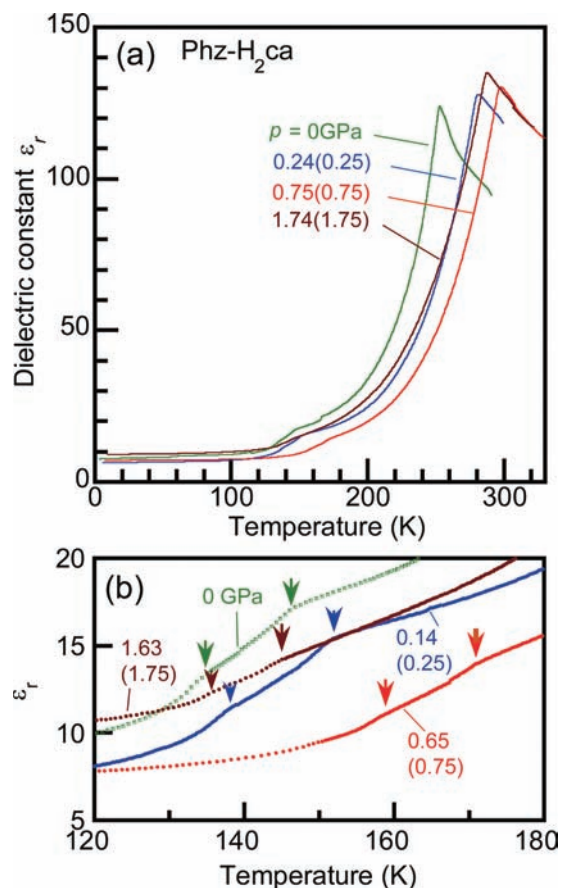 150
(a) Phz-H₂ca
p = 0GPa
0.24(0.25)
100
0.75(0.75)
1.74(1.75)
Dielectric constant εr
50
0
0 100 200 300
Temperature (K)
20
(b)
0 GPa
1.63
(1.75)
15
0.14
(0.25)
εr
10
0.65
(0.75)
5
120 140 160 180
Temperature (K)